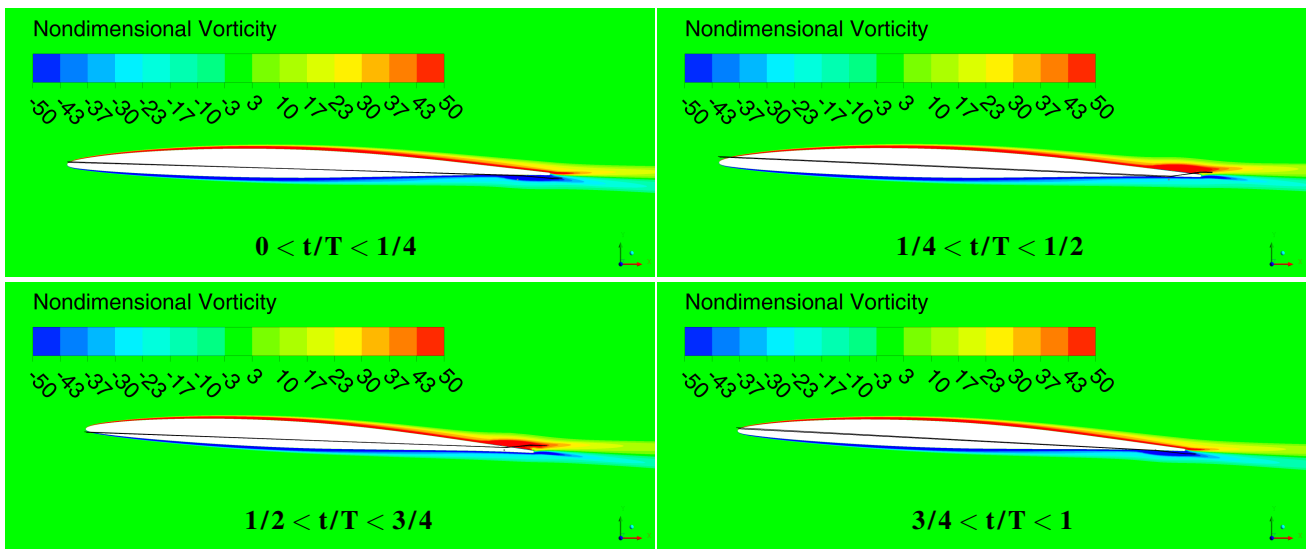 Nondimensional Vorticity
-50 -43 -37 -30 -23 -17 -10 -3 3 10 17 23 30 37 43 50
0 < t/T < 1/4
Nondimensional Vorticity
-50 -43 -37 -30 -23 -17 -10 -3 3 10 17 23 30 37 43 50
1/4 < t/T < 1/2
Nondimensional Vorticity
-50 -43 -37 -30 -23 -17 -10 -3 3 10 17 23 30 37 43 50
1/2 < t/T < 3/4
Nondimensional Vorticity
-50 -43 -37 -30 -23 -17 -10 -3 3 10 17 23 30 37 43 50
3/4 < t/T < 1